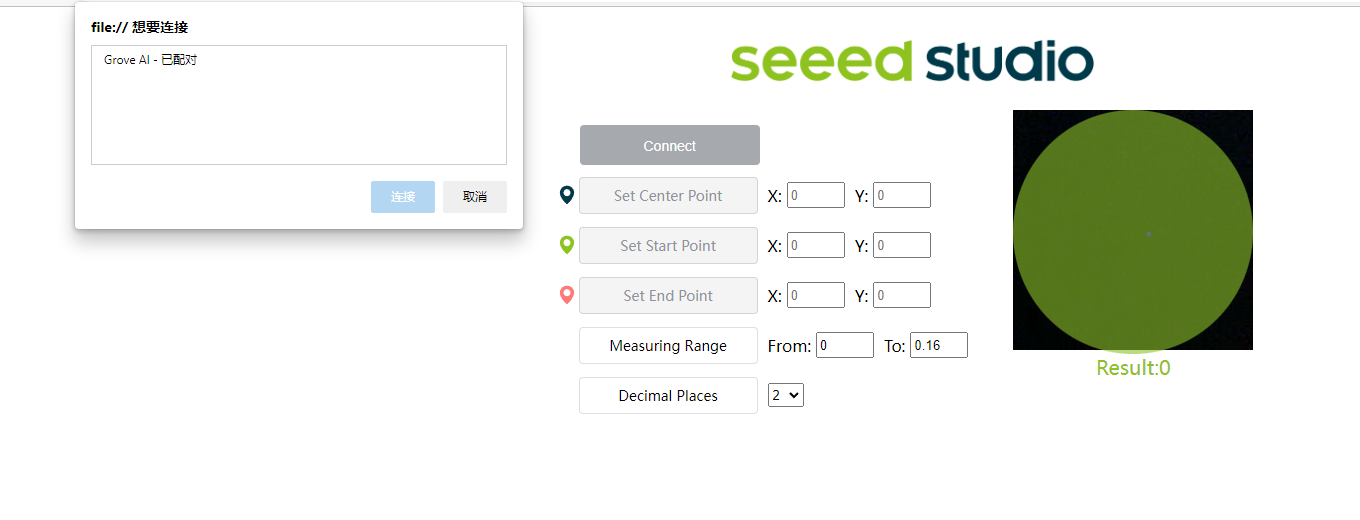 file:// 想要连接
Grove AI - 已配对
连接 取消
seeed studio
Connect
Set Center Point X: 0 Y: 0
Set Start Point X: 0 Y: 0
Set End Point X: 0 Y: 0
Measuring Range From: 0 To: 0.16
Decimal Places 2
Result:0